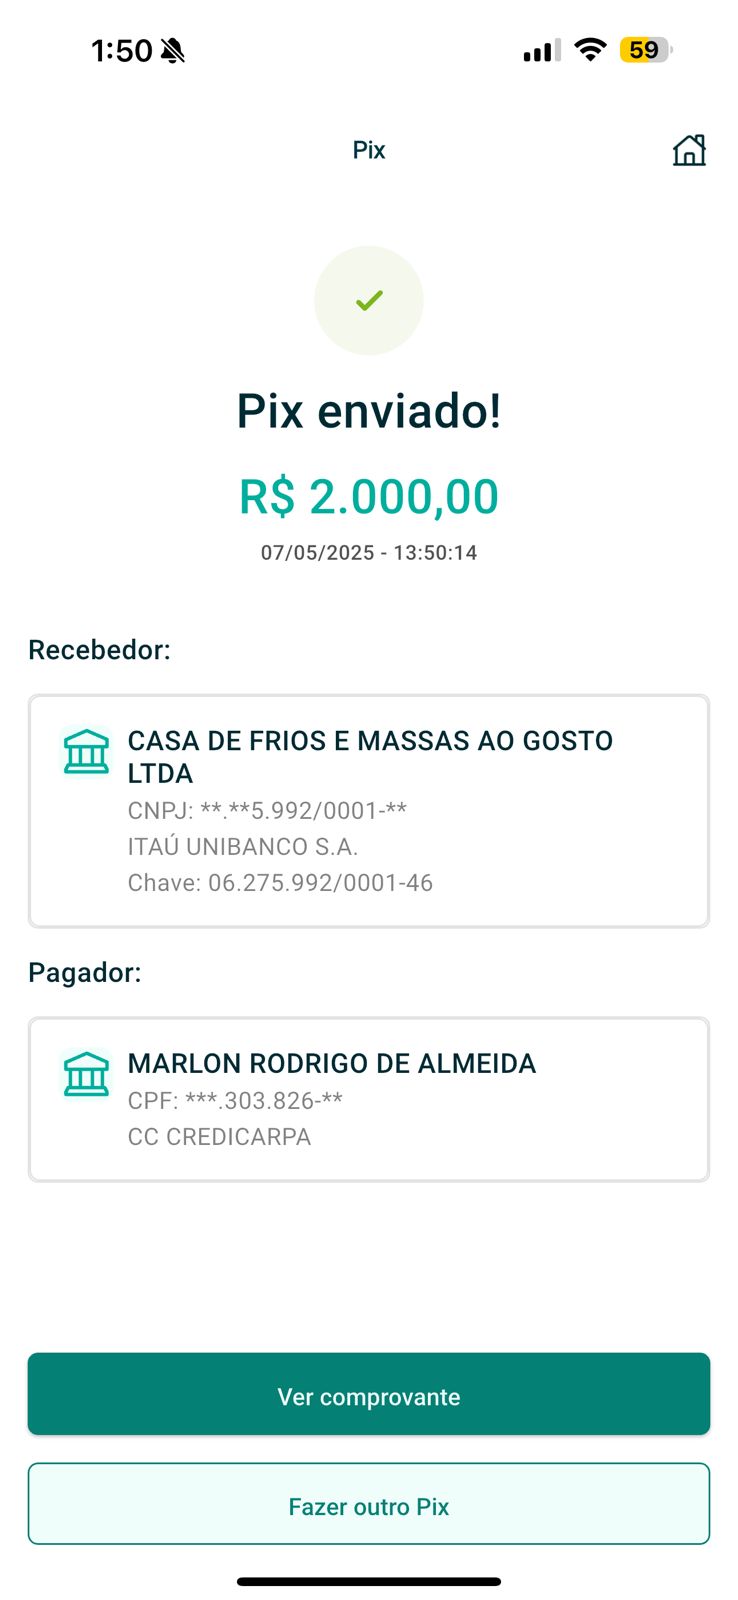 1:50
59
Pix
Pix enviado!
R$ 2.000,00
07/05/2025 - 13:50:14
Recebedor:
CASA DE FRIOS E MASSAS AO GOSTO
LTDA
CNPJ: **.**5.992/0001-**
ITAÚ UNIBANCO S.A.
Chave: 06.275.992/0001-46
Pagador:
MARLON RODRIGO DE ALMEIDA
CPF: ***.303.826-**
CC CREDICARPA
Ver comprovante
Fazer outro Pix